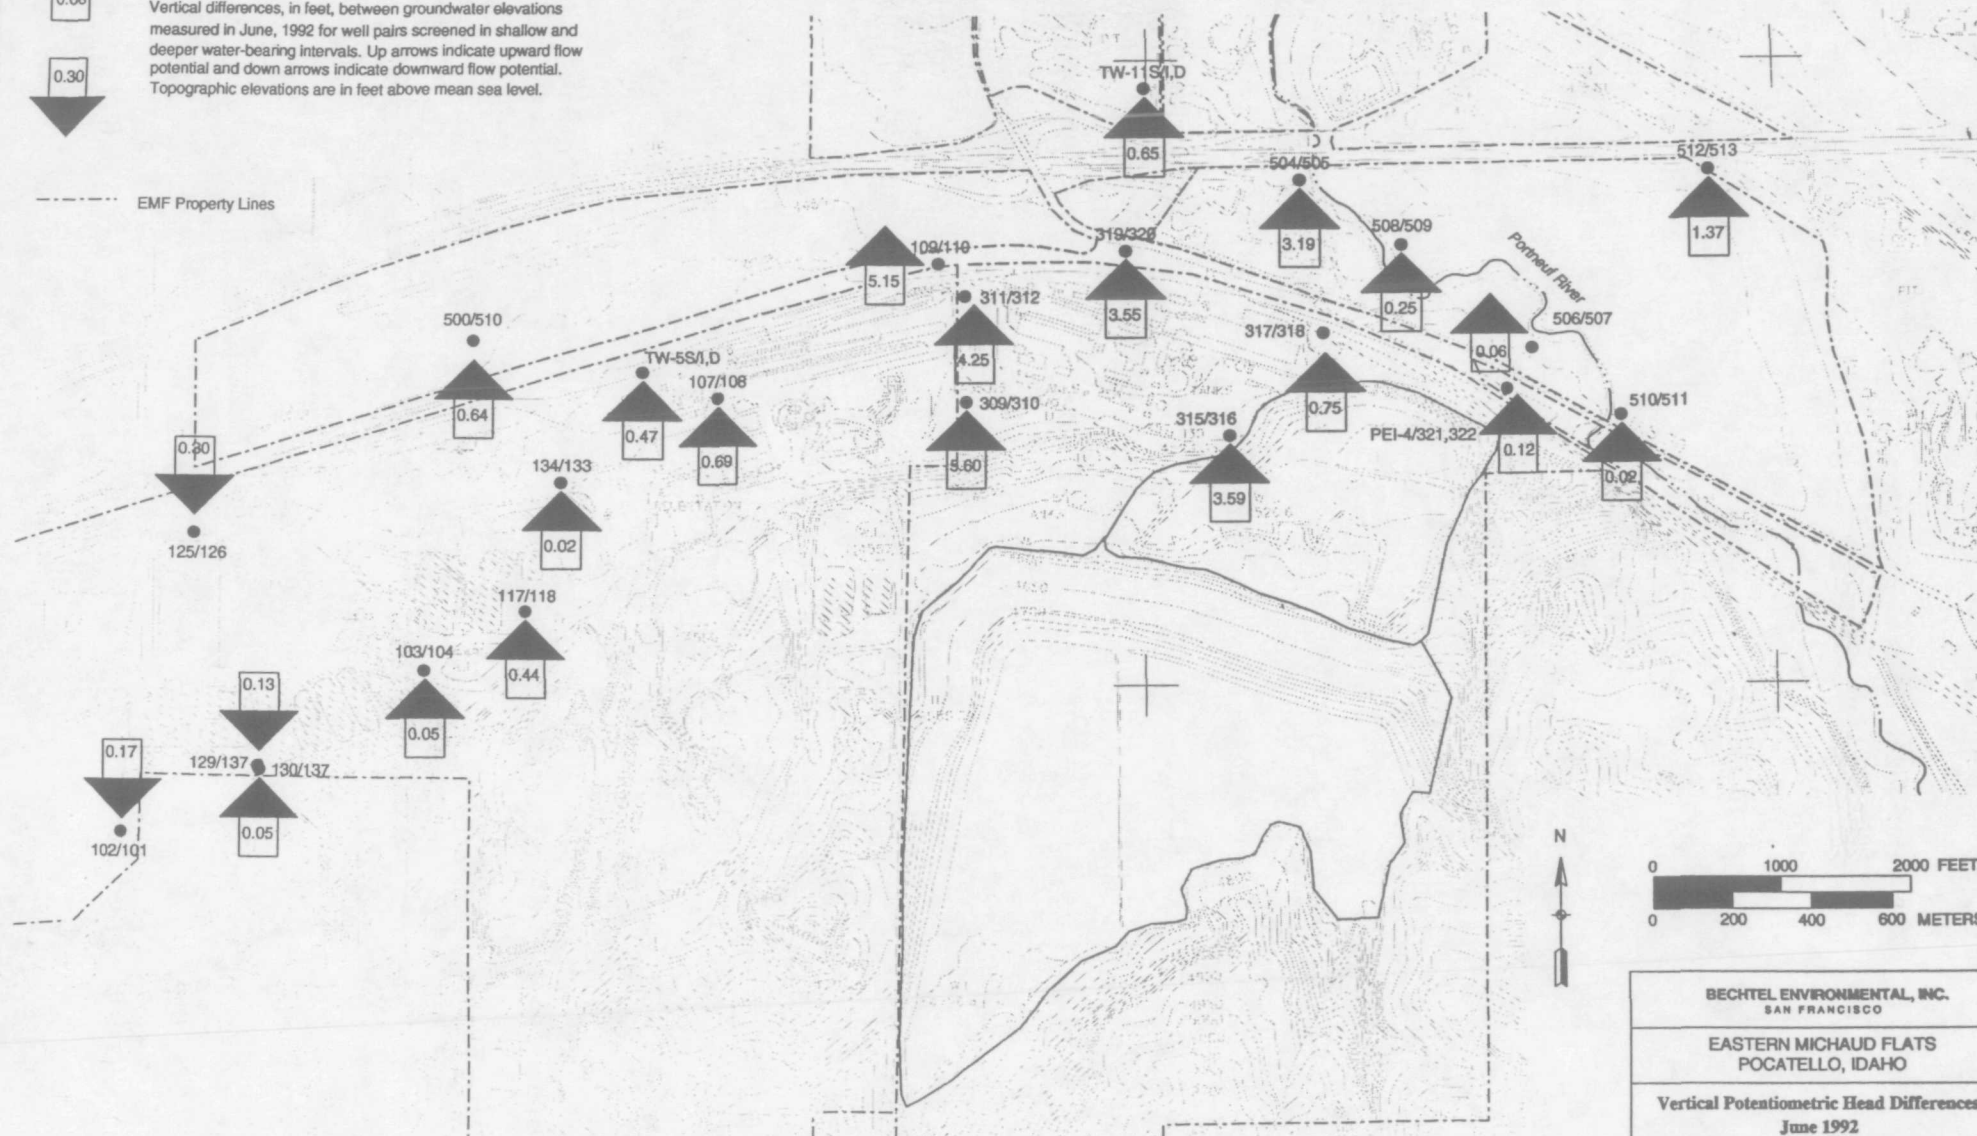 Vertical differences, in feet, between groundwater elevations
measured in June, 1992 for well pairs screened in shallow and
deeper water-bearing intervals. Up arrows indicate upward flow
potential and down arrows indicate downward flow potential.
Topographic elevations are in feet above mean sea level.
0.30
EMF Property Lines
TW-11S/I,D
0.65
504/505
3.19
512/513
1.37
508/509
0.25
Portneuf River
109/110
5.15
319/320
3.55
311/312
4.25
317/318
0.75
506/507
0.06
500/510
0.64
TW-5S/I,D
0.47
107/108
0.69
309/310
5.60
315/316
3.59
PEI-4/321,322
0.12
510/511
0.02
0.30
125/126
134/133
0.02
117/118
0.44
103/104
0.05
0.13
129/137
130/137
0.05
0.17
102/101
N
0 1000 2000 FEET
0 200 400 600 METERS
BECHTEL ENVIRONMENTAL, INC.
SAN FRANCISCO
EASTERN MICHAUD FLATS
POCATELLO, IDAHO
Vertical Potentiometric Head Differences
June 1992